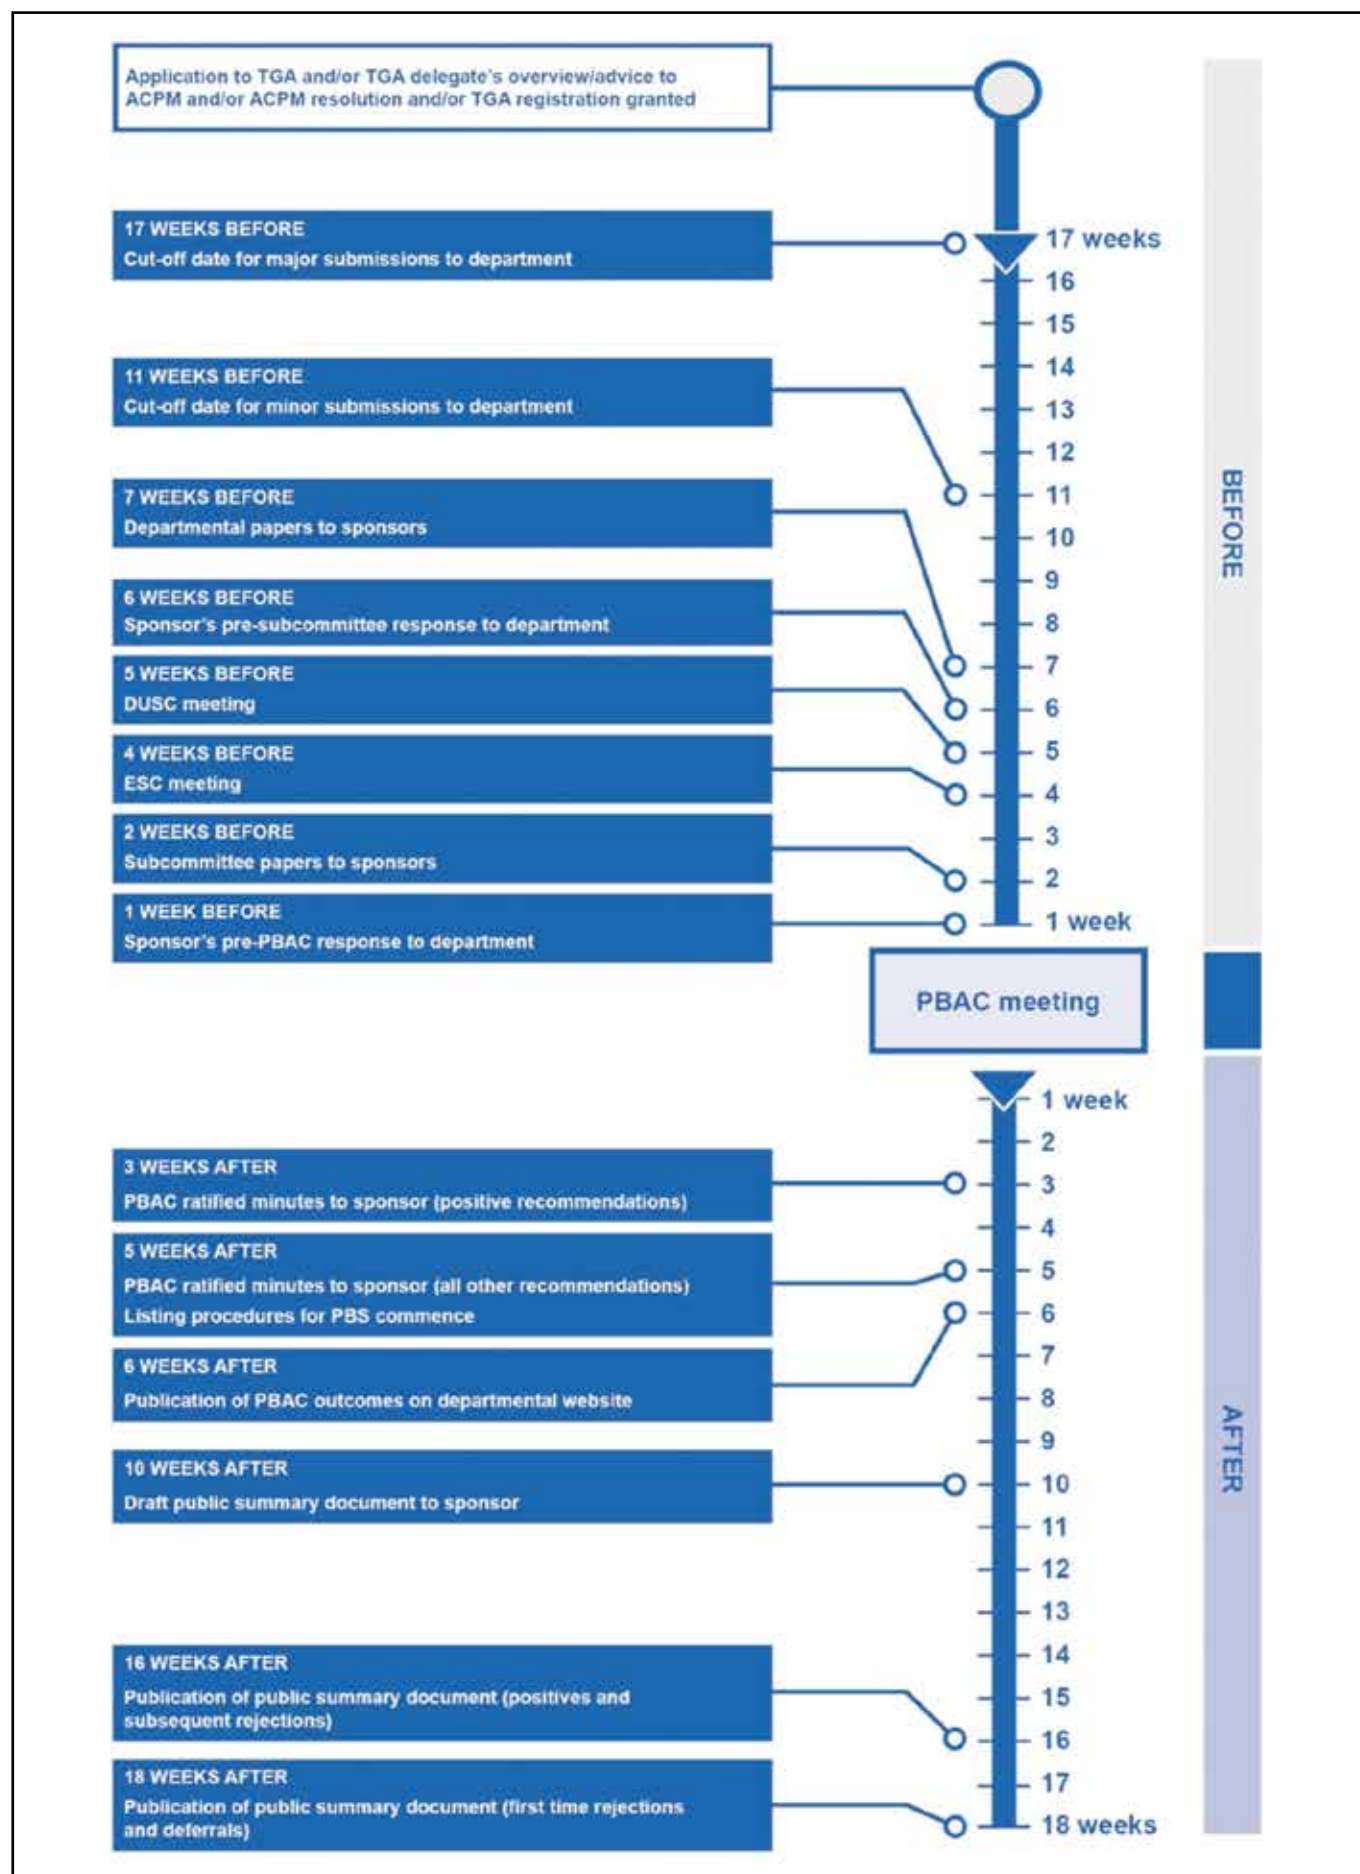 Application to TGA and/or TGA delegate's overview/advice to
ACPM and/or ACPM resolution and/or TGA registration granted
17 WEEKS BEFORE
Cut-off date for major submissions to department
17 weeks
16
15
14
11 WEEKS BEFORE
Cut-off date for minor submissions to department
13
12
11
7 WEEKS BEFORE
Departmental papers to sponsors
10
9
6 WEEKS BEFORE
Sponsor's pre-subcommittee response to department
8
7
5 WEEKS BEFORE
DUSC meeting
6
5
4 WEEKS BEFORE
ESC meeting
4
3
2 WEEKS BEFORE
Subcommittee papers to sponsors
2
1 WEEK BEFORE
Sponsor's pre-PBAC response to department
1 week
BEFORE
PBAC meeting
1 week
2
3 WEEKS AFTER
PBAC ratified minutes to sponsor (positive recommendations)
3
4
5 WEEKS AFTER
PBAC ratified minutes to sponsor (all other recommendations)
Listing procedures for PBS commence
5
6
6 WEEKS AFTER
Publication of PBAC outcomes on departmental website
7
8
9
10 WEEKS AFTER
Draft public summary document to sponsor
10
11
12
13
14
16 WEEKS AFTER
Publication of public summary document (positives and
subsequent rejections)
15
16
17
18 WEEKS AFTER
Publication of public summary document (first time rejections
and deferrals)
18 weeks
AFTER